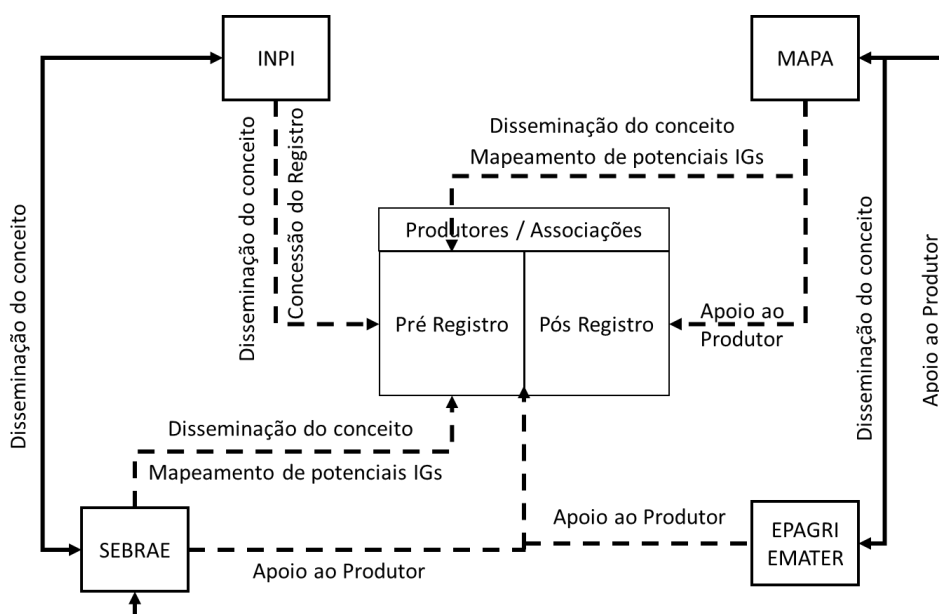 INPI
MAPA
Disseminação do conceito
Concessão do Registro
Disseminação do conceito
Mapeamento de potenciais IGs
Produtores / Associações
Pré Registro
Pós Registro
Apoio ao
Produtor
Disseminação do conceito
Disseminação do conceito
Apoio ao Produtor
Disseminação do conceito
Mapeamento de potenciais IGs
SEBRAE
Apoio ao Produtor
Apoio ao Produtor
EPAGRI
EMATER